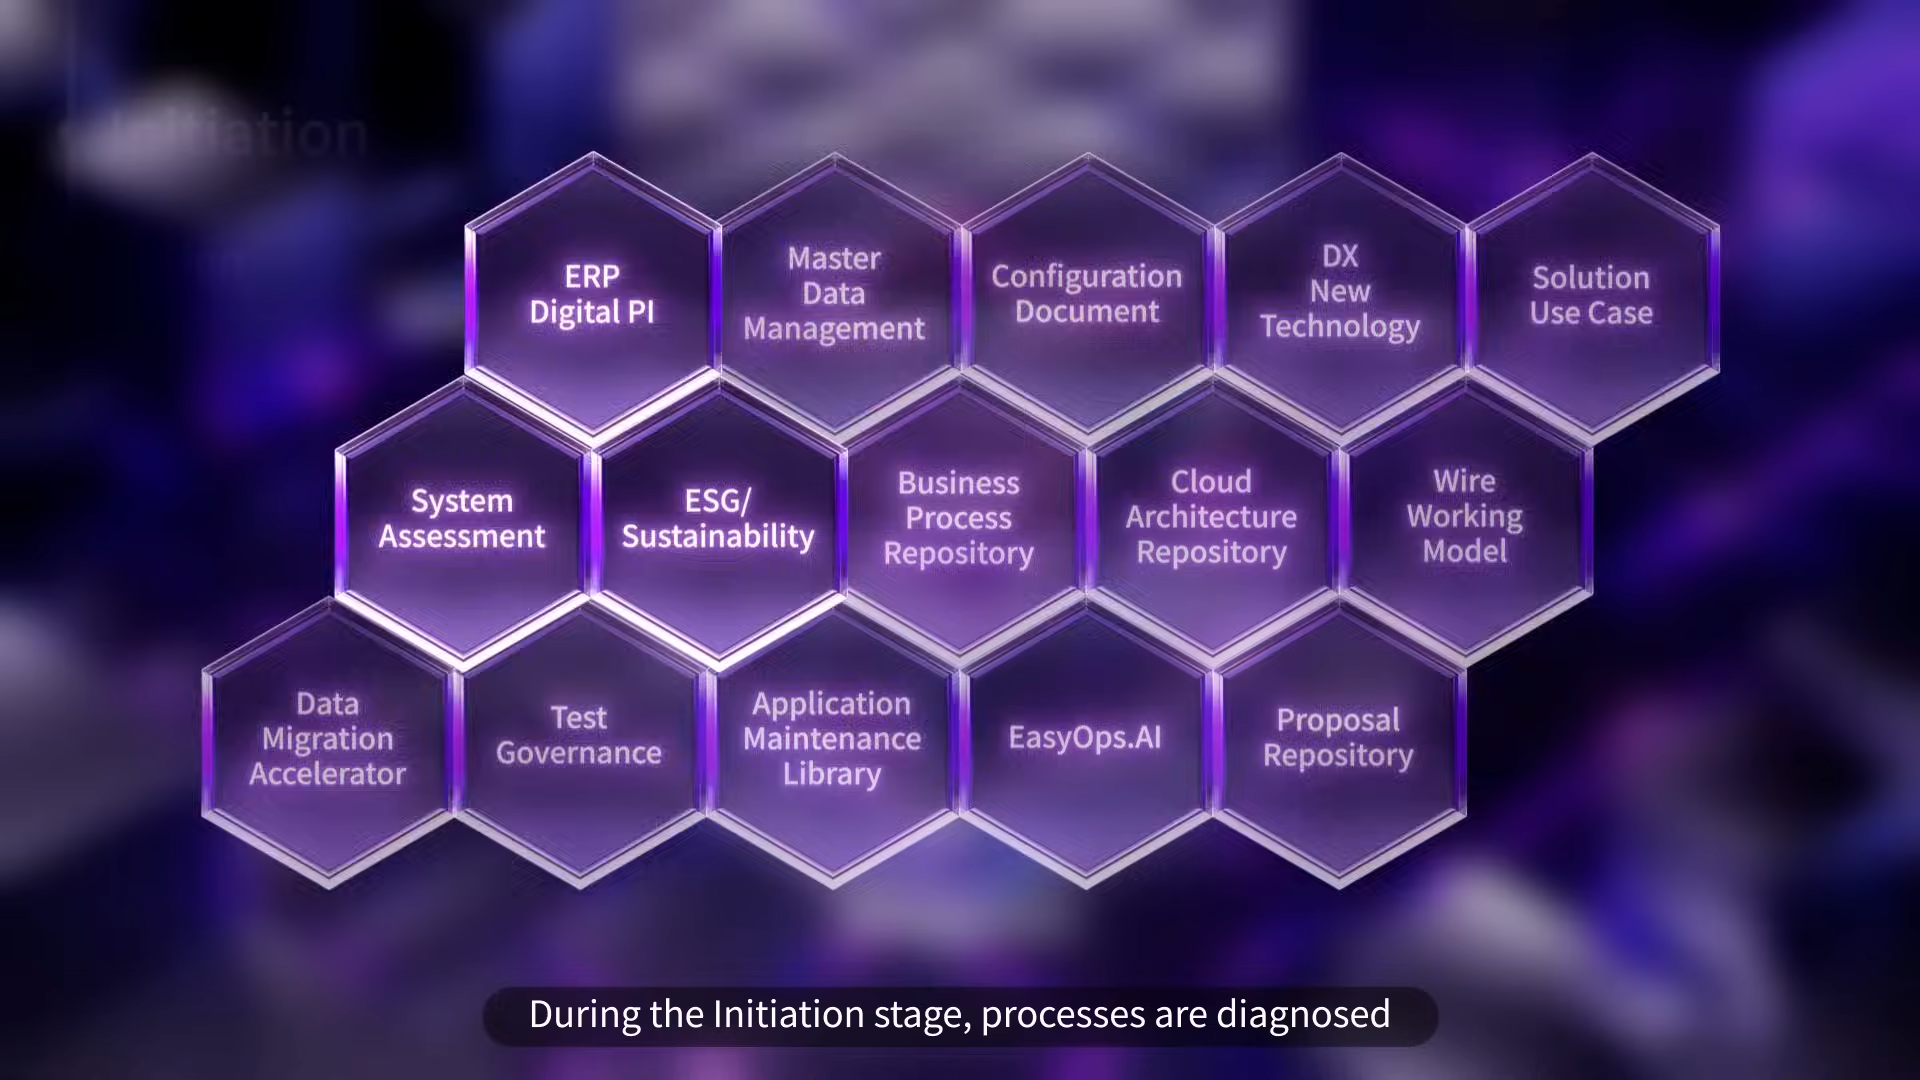 Initiation
ERP
Digital PI
Master
Data
Management
Configuration
Document
DX
New
Technology
Solution
Use Case
System
Assessment
ESG/
Sustainability
Business
Process
Repository
Cloud
Architecture
Repository
Wire
Working
Model
Data
Migration
Accelerator
Test
Governance
Application
Maintenance
Library
EasyOps.AI
Proposal
Repository
During the Initiation stage, processes are diagnosed